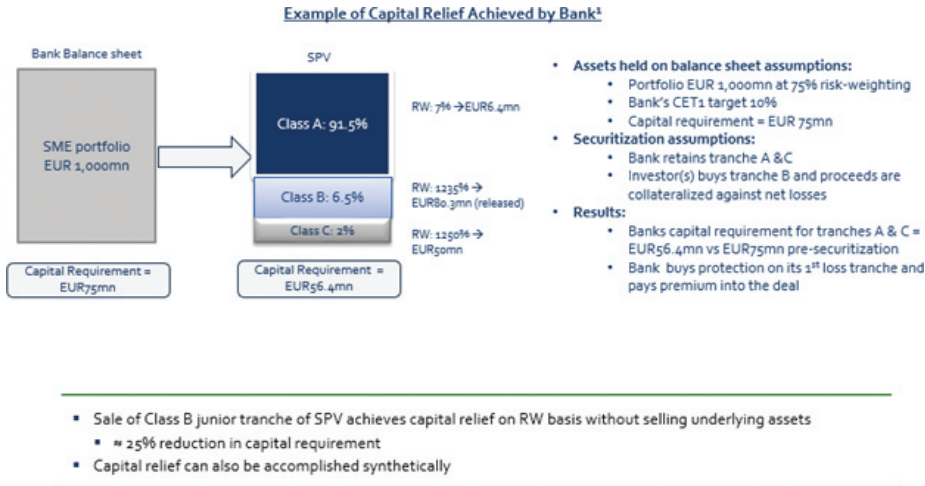 Example of Capital Relief Achieved by Bank¹
Bank Balance sheet
SME portfolio
EUR 1,000mn
Capital Requirement =
EUR75mn
SPV
Class A: 91.5%
Class B: 6.5%
Class C: 2%
Capital Requirement =
EUR56.4mn
RW: 7% →EUR6.4mn
RW: 1235% →
EUR80.3mn (released)
RW: 1250% →
EUR50mn
• Assets held on balance sheet assumptions:
• Portfolio EUR 1,000mn at 75% risk-weighting
• Bank's CET1 target 10%
• Capital requirement = EUR 75mn
• Securitization assumptions:
• Bank retains tranche A &C
• Investor(s) buys tranche B and proceeds are
collateralized against net losses
• Results:
• Banks capital requirement for tranches A & C =
EUR56.4mn vs EUR75mn pre-securitization
• Bank buys protection on its 1st loss tranche and
pays premium into the deal
▪ Sale of Class B junior tranche of SPV achieves capital relief on RW basis without selling underlying assets
▪ ≈ 25% reduction in capital requirement
▪ Capital relief can also be accomplished synthetically